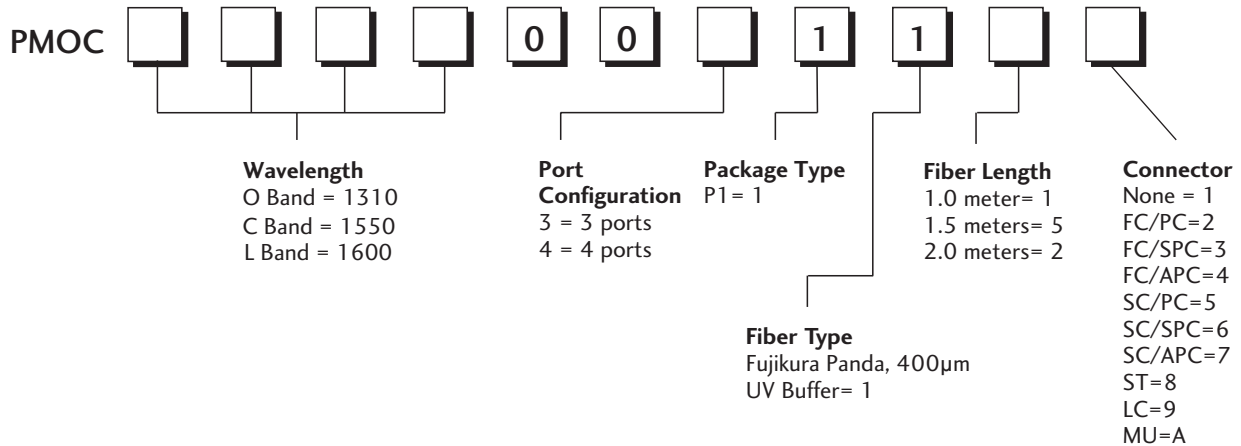 PMOC 0 0 1 1
Wavelength
O Band = 1310
C Band = 1550
L Band = 1600
Port
Configuration
3 = 3 ports
4 = 4 ports
Package Type
P1= 1
Fiber Type
Fujikura Panda, 400µm
UV Buffer= 1
Fiber Length
1.0 meter= 1
1.5 meters= 5
2.0 meters= 2
Connector
None = 1
FC/PC=2
FC/SPC=3
FC/APC=4
SC/PC=5
SC/SPC=6
SC/APC=7
ST=8
LC=9
MU=A